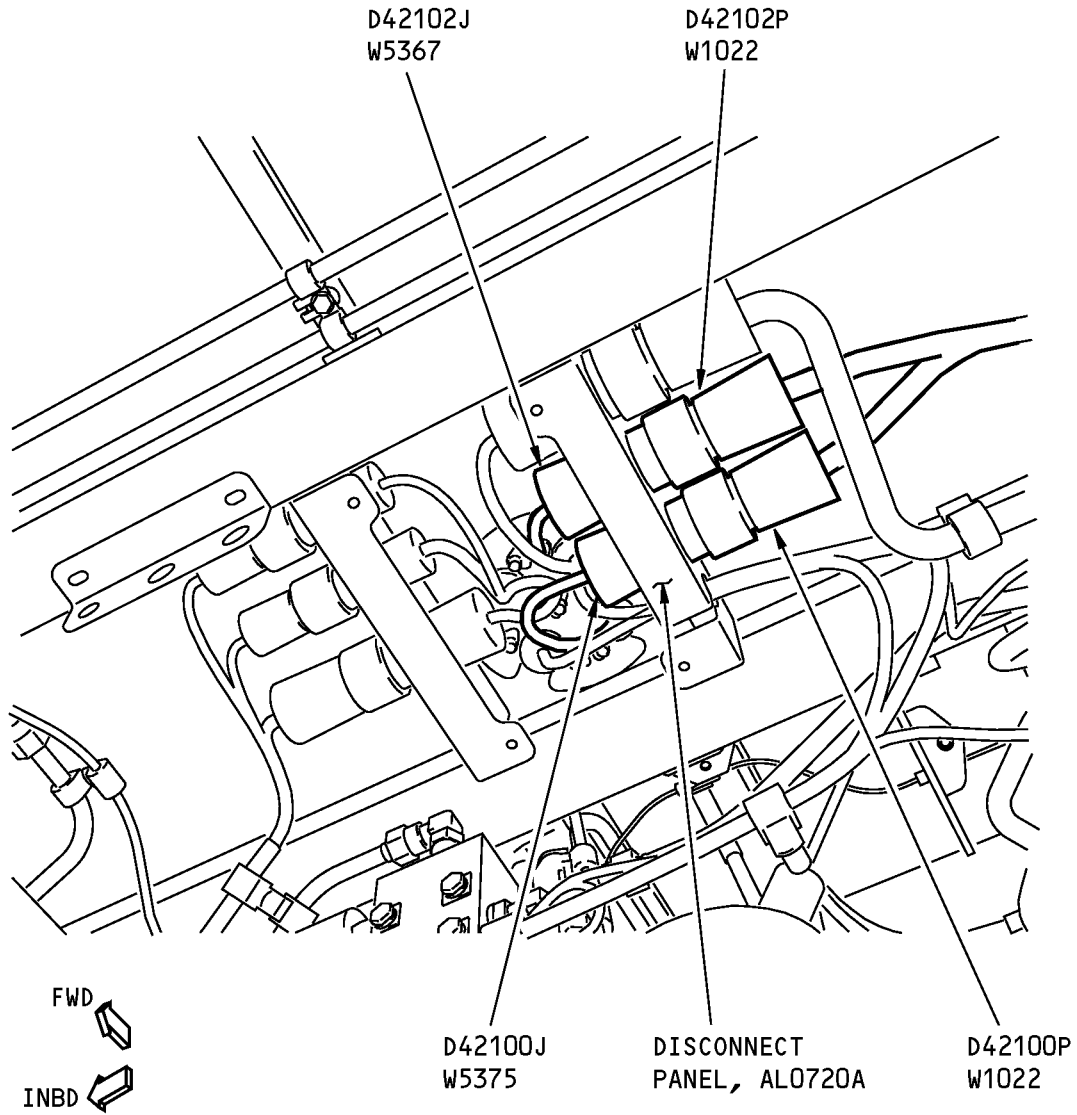 D42102J
W5367
D42102P
W1022
FWD
INBD
D42100J
W5375
DISCONNECT
PANEL, AL0720A
D42100P
W1022